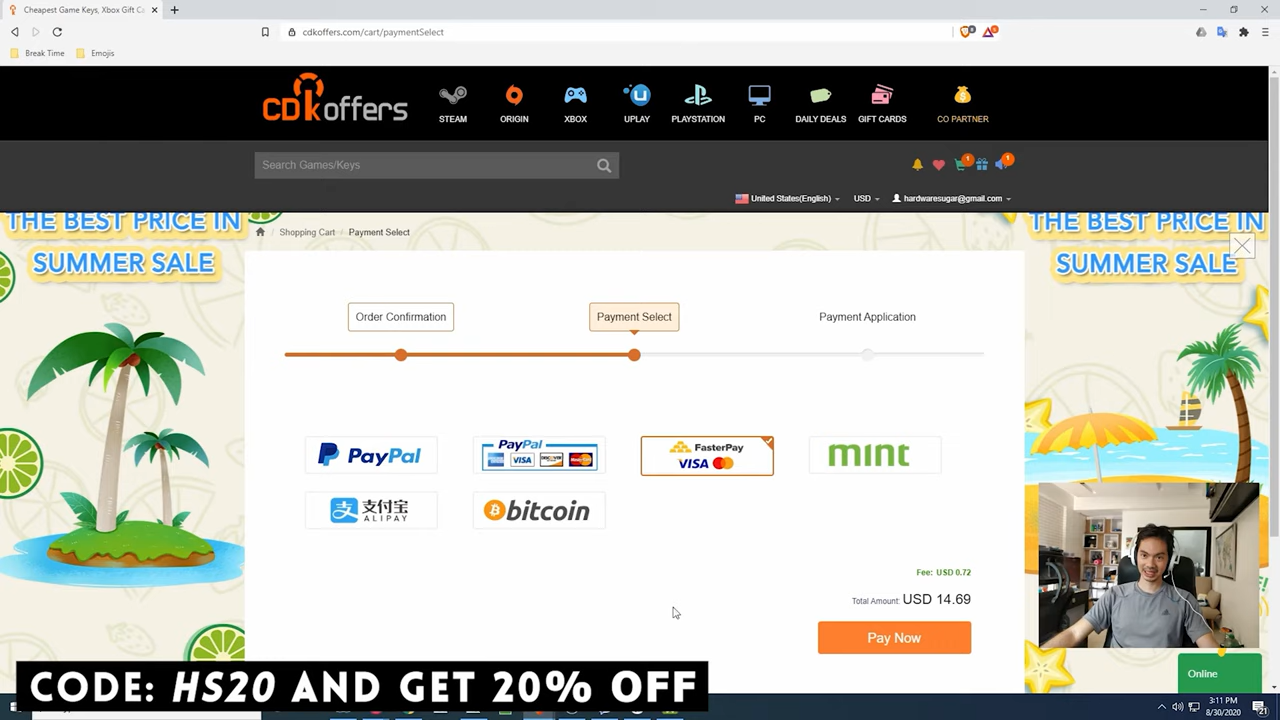 Cheapest Game Keys, Xbox Gift C
cdkoffers.com/cart/paymentSelect
Break Time
Emojis
cdkoffers
STEAM
ORIGIN
XBOX
UPLAY
PLAYSTATION
PC
DAILY DEALS
GIFT CARDS
CO PARTNER
Search Games/Keys
1
1
United States(English)
USD
hardwaresugar@gmail.com
THE BEST PRICE IN
SUMMER SALE
THE BEST PRICE IN
SUMMER SALE
Shopping Cart / Payment Select
Order Confirmation
Payment Select
Payment Application
PayPal
PayPal
VISA
DISCOVER
FasterPay
VISA
mint
支付宝
ALIPAY
bitcoin
Fee: USD 0.72
Total Amount: USD 14.69
Pay Now
Online
CODE: HS20 AND GET 20% OFF
3:11 PM
8/30/2020
21